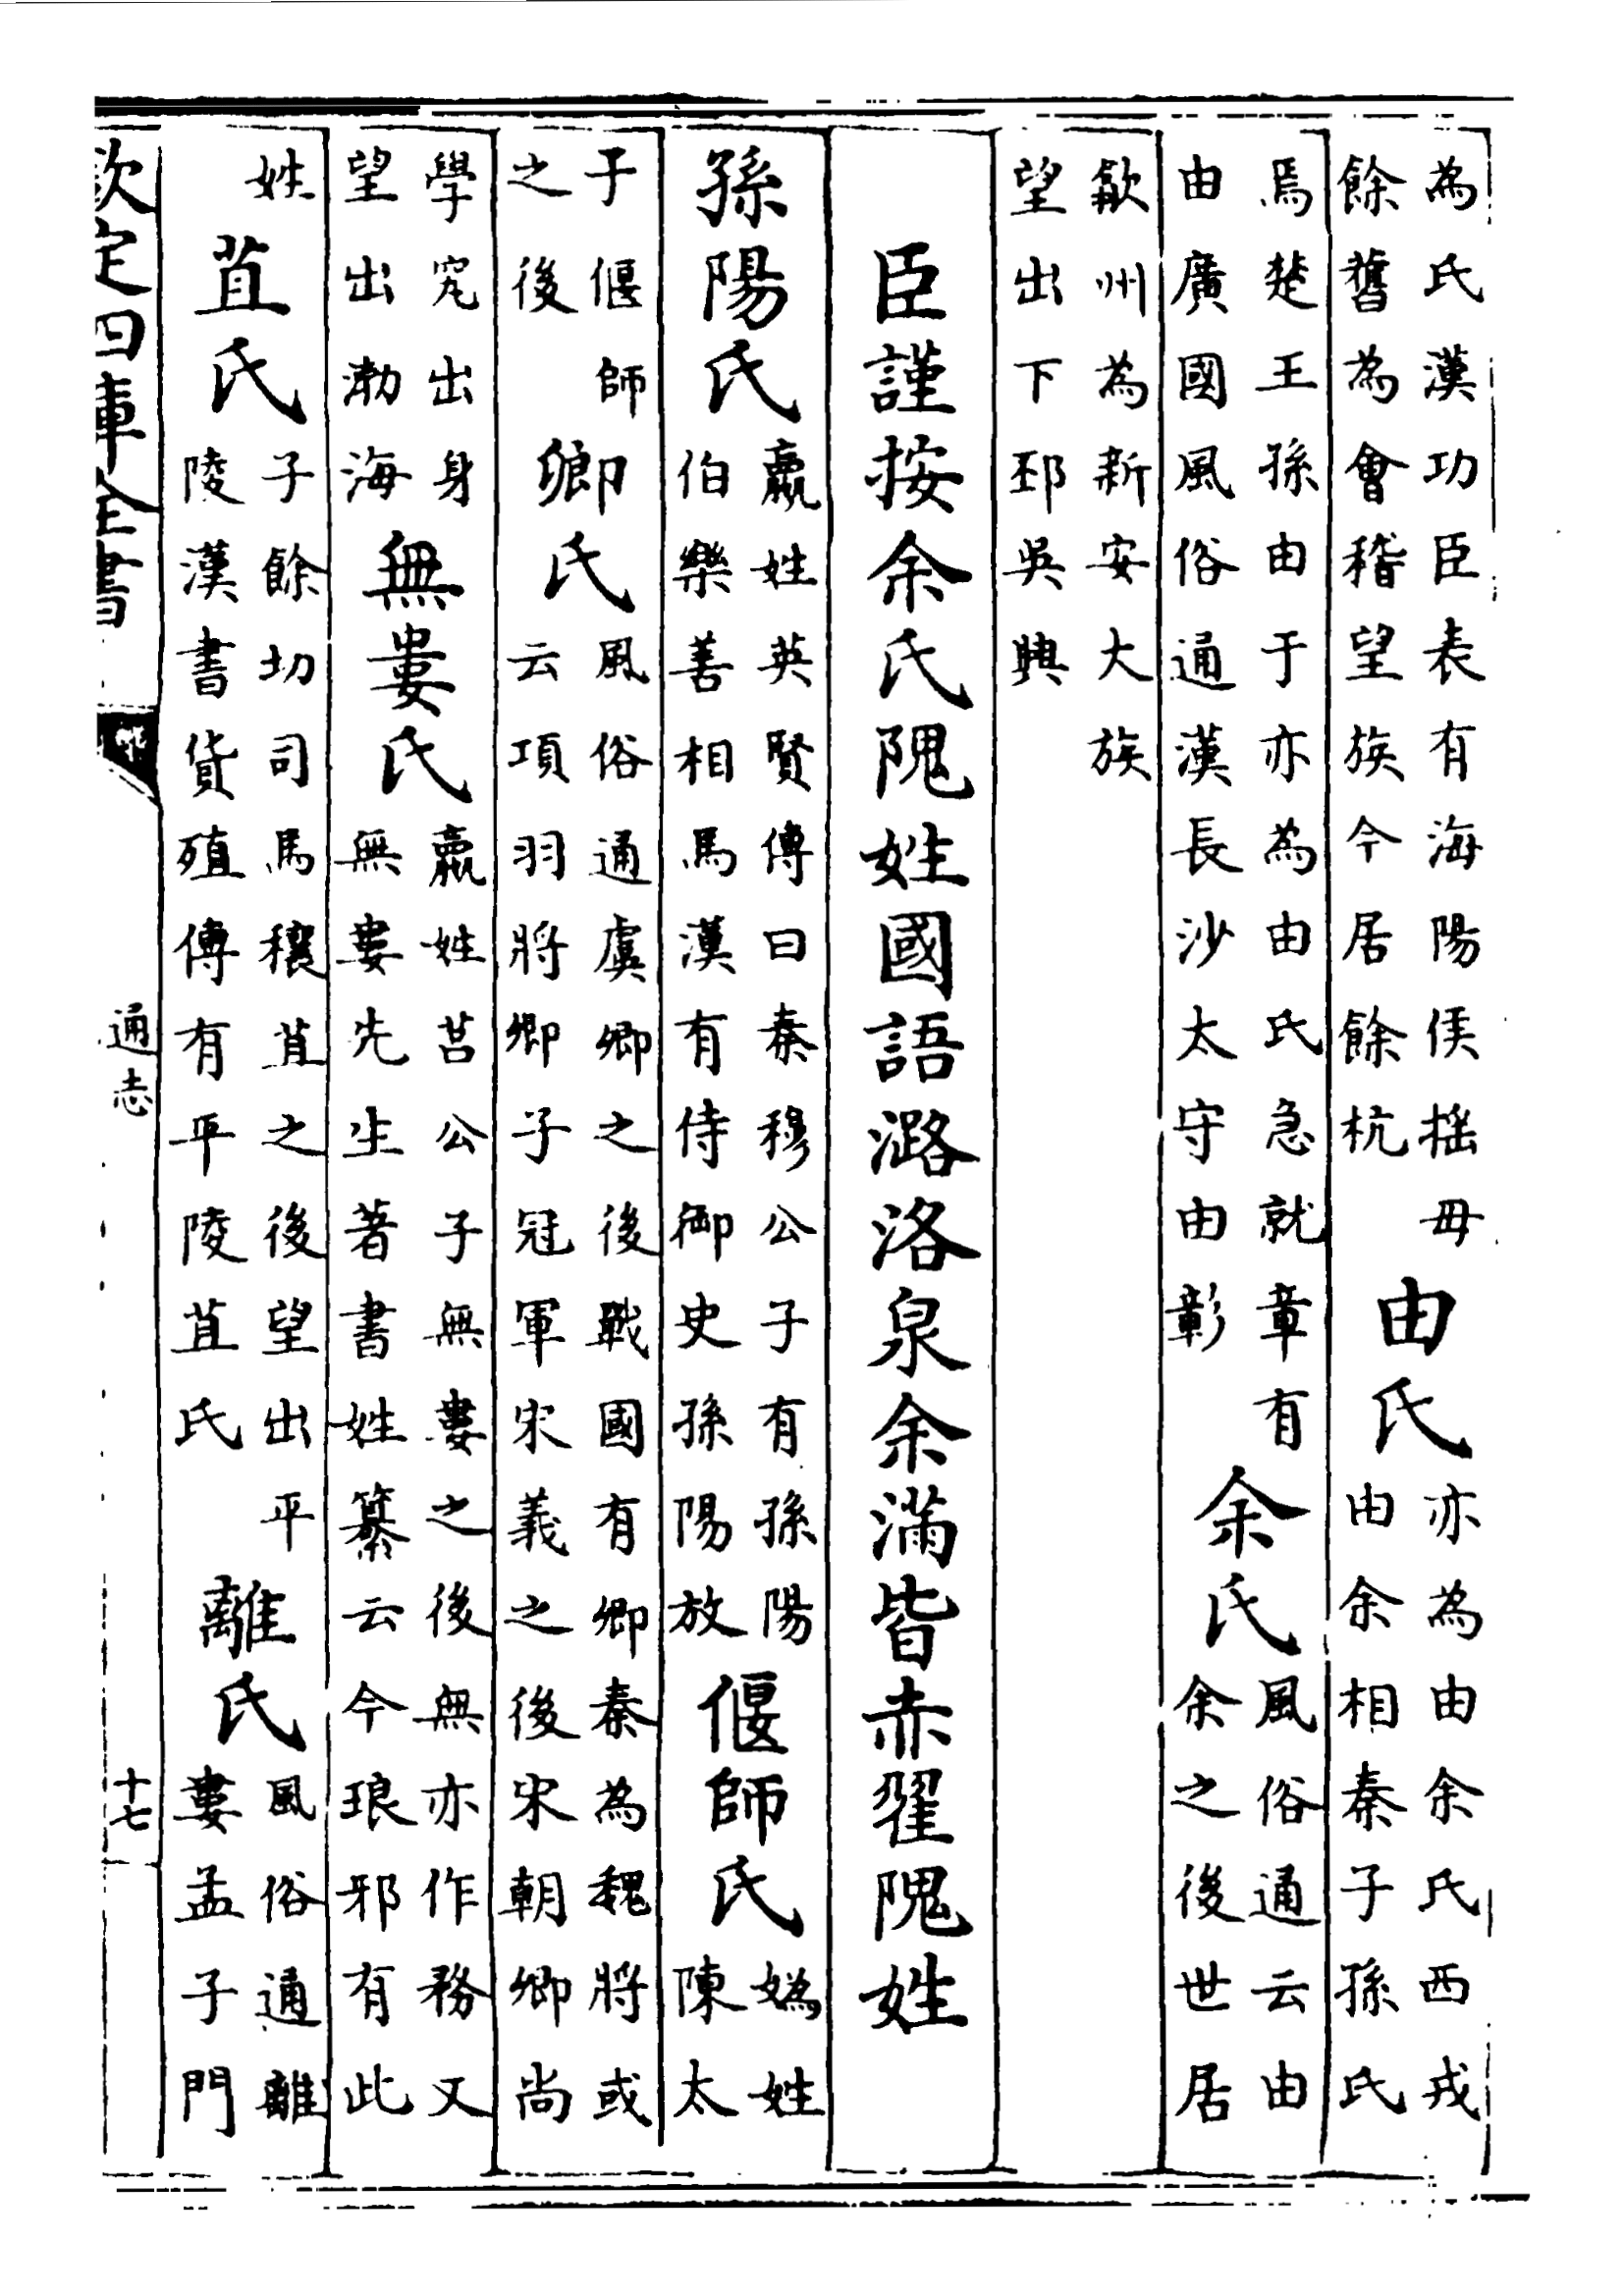 為氏漢功臣表有海陽侯揺毋
餘舊為會稽望族今居餘杭
由氏
亦為由余氏西戎
由余相秦子孫氏
焉楚王孫由于亦為由氏急就章有
由廣國風俗通漢長沙太守由彰
余氏
風俗通云由
余之後世居
歙州為新安大族
望出下邳吳興
臣謹按余氏隗姓國語潞洛泉余滿皆赤翟隗姓
孫陽氏
嬴姓英賢傳曰秦穆公子有孫陽
伯樂善相馬漢有侍御史孫陽放
偃師氏
媯姓
陳太
子偃師
之後
卿氏
風俗通虞卿之後戰國有卿秦為魏將或
云項羽將卿子冠軍宋義之後宋朝卿尚
學究出身
望出渤海
無婁氏
嬴姓莒公子無婁之後無亦作務又
無婁先生著書姓纂云今琅邪有此
姓
苴氏
子餘切司馬穰苴之後望出平
陵漢書貨殖傳有平陵苴氏
離氏
風俗通離
婁孟子門
欽定四庫全書
通志
十七